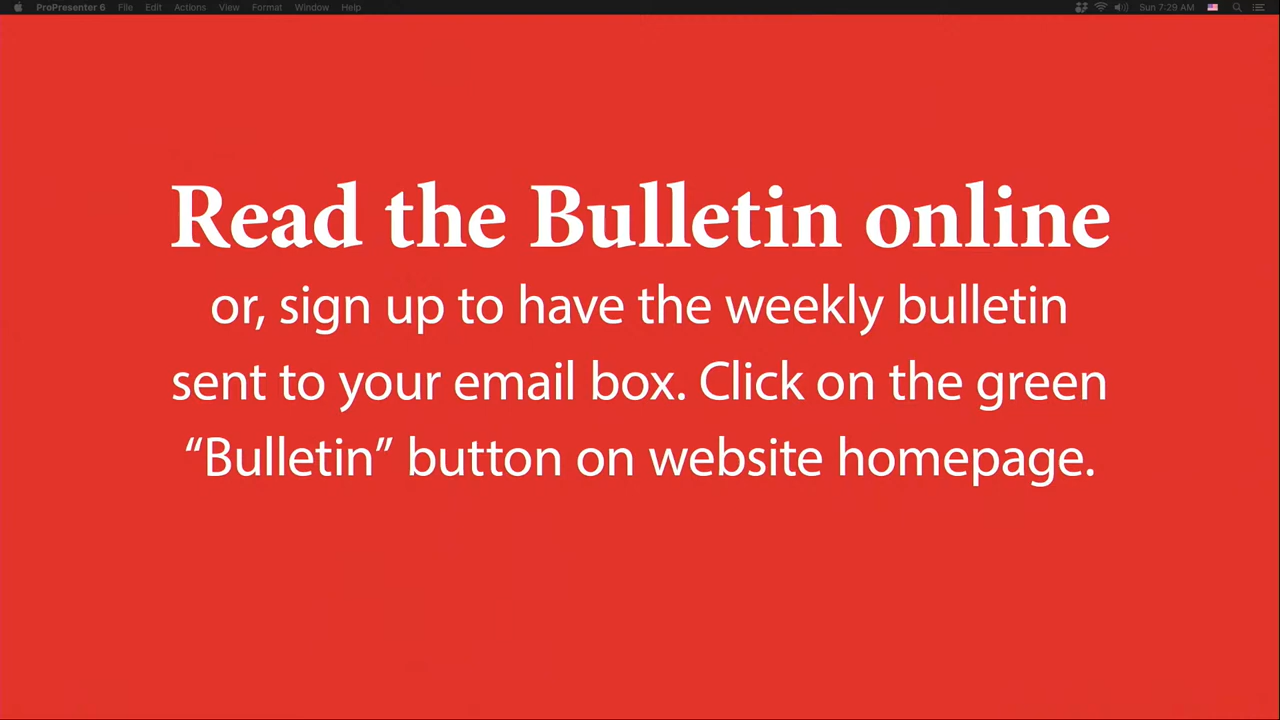 ProPresenter 6 File Edit Actions View Format Window Help Sun 7:29 AM
Read the Bulletin online
or, sign up to have the weekly bulletin
sent to your email box. Click on the green
“Bulletin” button on website homepage.